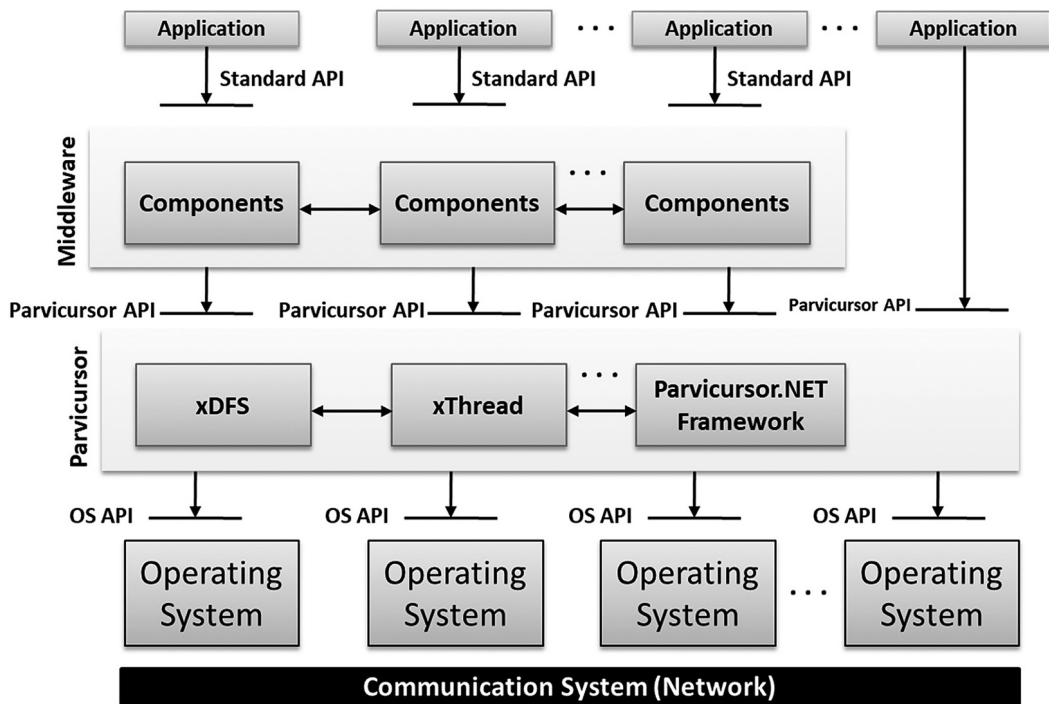 Application
Application
Application
Application
Standard API
Standard API
Standard API
Middleware
Components
Components
Components
Parvicursor API
Parvicursor API
Parvicursor API
Parvicursor API
Parvicursor
xDFS
xThread
Parvicursor.NET
Framework
OS API
OS API
OS API
OS API
Operating
System
Operating
System
Operating
System
Operating
System
Communication System (Network)